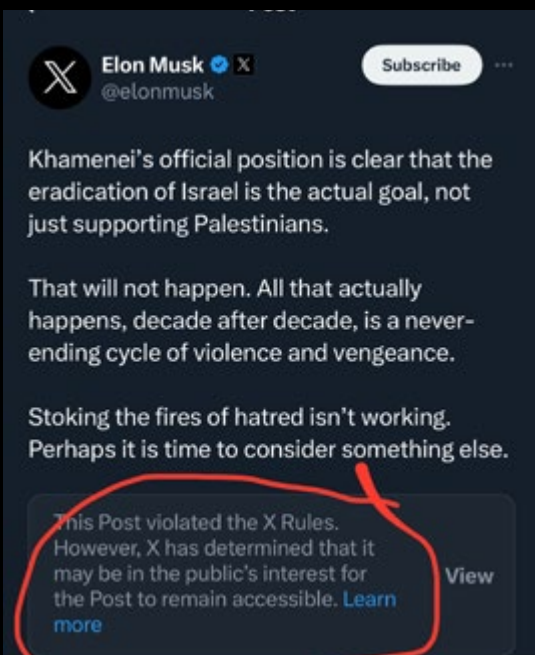 Elon Musk
Subscribe
@elonmusk
Khamenei's official position is clear that the
eradication of Israel is the actual goal, not
just supporting Palestinians.
That will not happen. All that actually
happens, decade after decade, is a never-
ending cycle of violence and vengeance.
Stoking the fires of hatred isn't working.
Perhaps it is time to consider something else.
This Post violated the X Rules.
However, X has determined that it
may be in the public's interest for
the Post to remain accessible. Learn
more
View